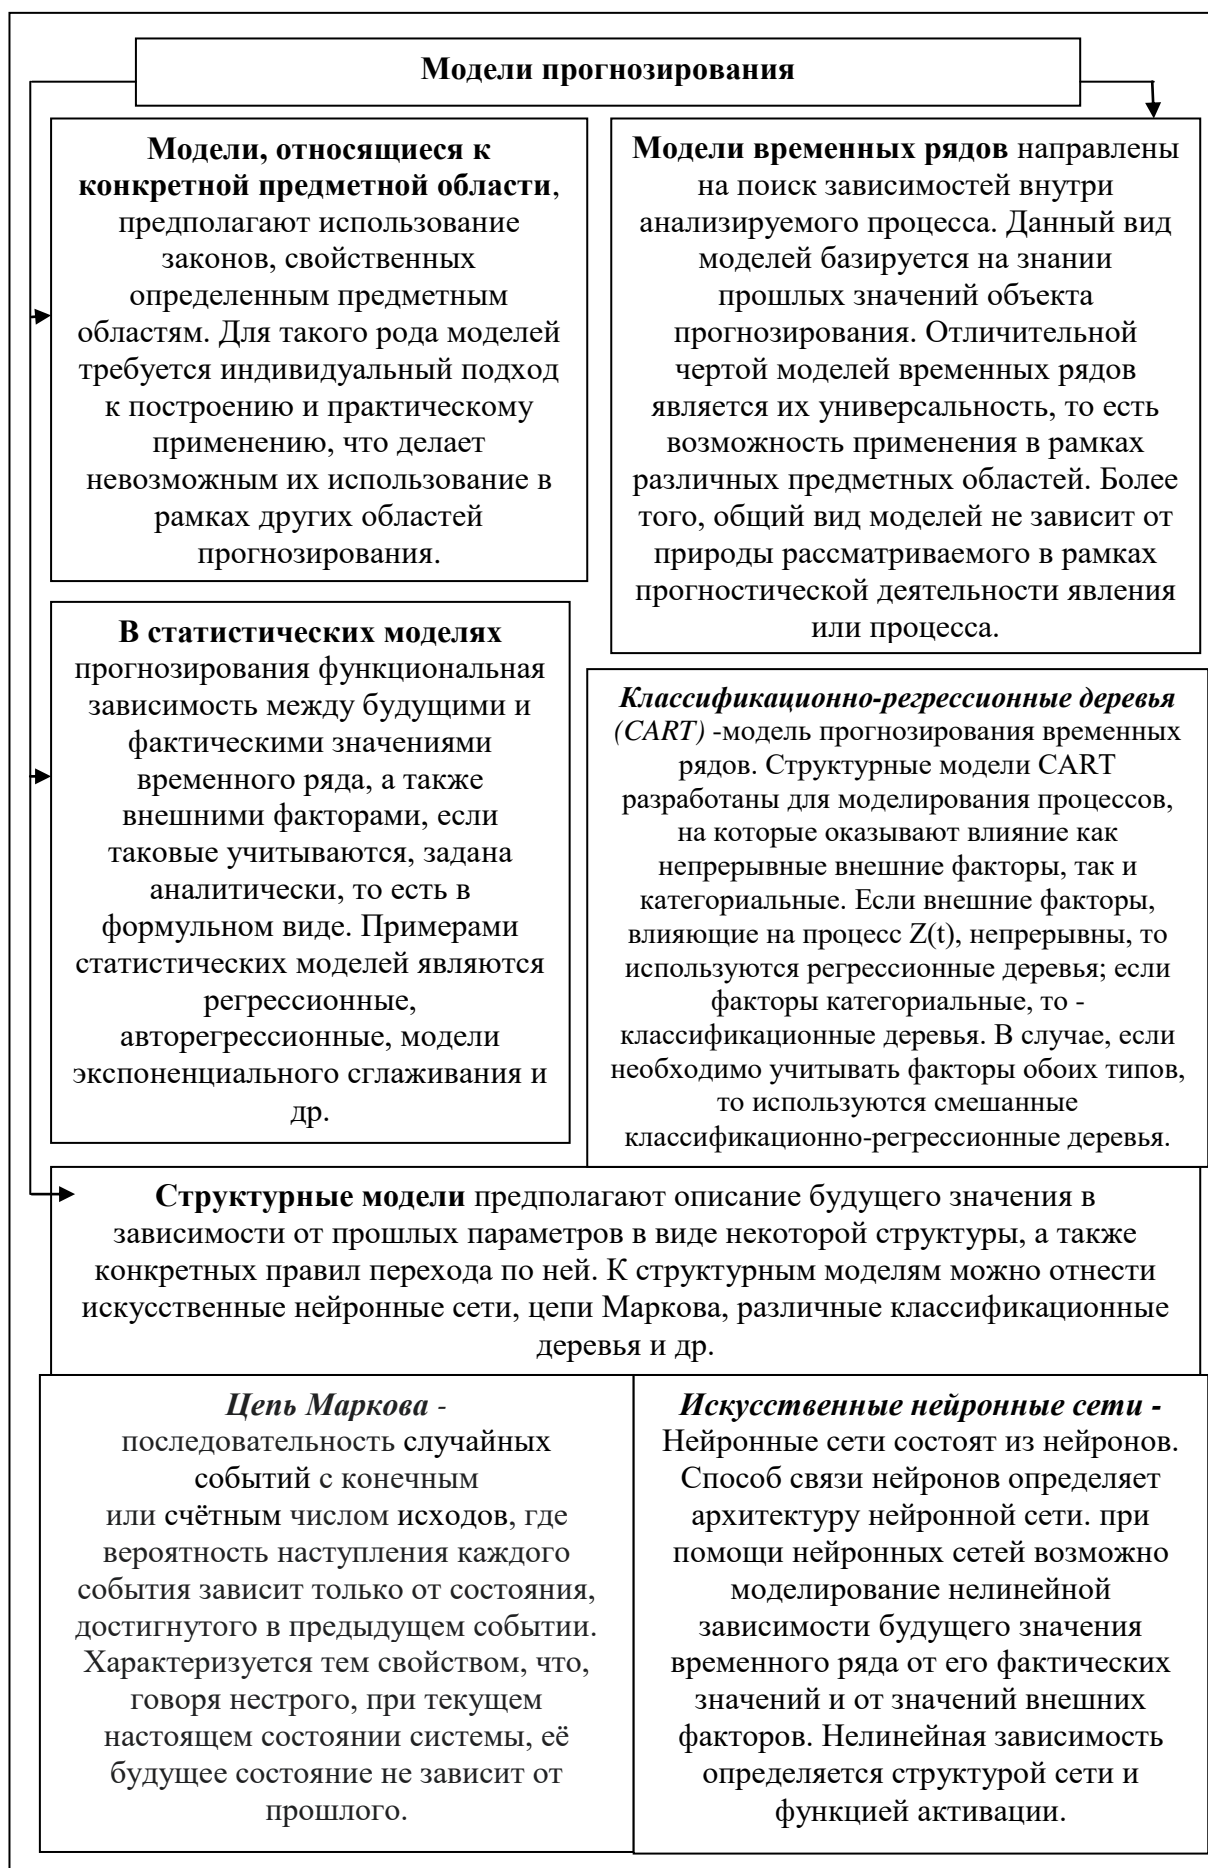 Модели прогнозирования
Модели, относящиеся к
конкретной предметной области,
предполагают использование
законов, свойственных
определенным предметным
областям. Для такого рода моделей
требуется индивидуальный подход
к построению и практическому
применению, что делает
невозможным их использование в
рамках других областей
прогнозирования.
Модели временных рядов направлены
на поиск зависимостей внутри
анализируемого процесса. Данный вид
моделей базируется на знании
прошлых значений объекта
прогнозирования. Отличительной
чертой моделей временных рядов
является их универсальность, то есть
возможность применения в рамках
различных предметных областей. Более
того, общий вид моделей не зависит от
природы рассматриваемого в рамках
прогностической деятельности явления
или процесса.
В статистических моделях
прогнозирования функциональная
зависимость между будущими и
фактическими значениями
временного ряда, а также
внешними факторами, если
таковые учитываются, задана
аналитически, то есть в
формульном виде. Примерами
статистических моделей являются
регрессионные,
авторегрессионные, модели
экспоненциального сглаживания и
др.
Классификационно-регрессионные деревья
(CART) -модель прогнозирования временных
рядов. Структурные модели CART
разработаны для моделирования процессов,
на которые оказывают влияние как
непрерывные внешние факторы, так и
категориальные. Если внешние факторы,
влияющие на процесс Z(t), непрерывны, то
используются регрессионные деревья; если
факторы категориальные, то -
классификационные деревья. В случае, если
необходимо учитывать факторы обоих типов,
то используются смешанные
классификационно-регрессионные деревья.
Структурные модели предполагают описание будущего значения в
зависимости от прошлых параметров в виде некоторой структуры, а также
конкретных правил перехода по ней. К структурным моделям можно отнести
искусственные нейронные сети, цепи Маркова, различные классификационные
деревья и др.
Цепь Маркова -
последовательность случайных
событий с конечным
или счётным числом исходов, где
вероятность наступления каждого
события зависит только от состояния,
достигнутого в предыдущем событии.
Характеризуется тем свойством, что,
говоря нестрого, при текущем
настоящем состоянии системы, её
будущее состояние не зависит от
прошлого.
Искусственные нейронные сети -
Нейронные сети состоят из нейронов.
Способ связи нейронов определяет
архитектуру нейронной сети. при
помощи нейронных сетей возможно
моделирование нелинейной
зависимости будущего значения
временного ряда от его фактических
значений и от значений внешних
факторов. Нелинейная зависимость
определяется структурой сети и
функцией активации.